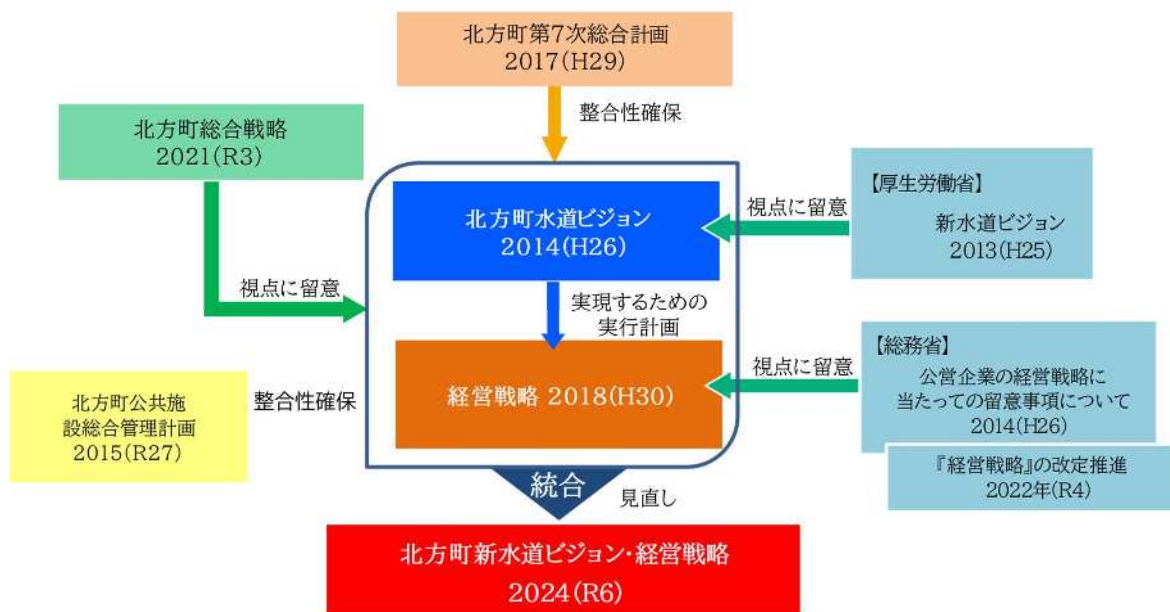 北方町第7次総合計画
2017(H29)
整合性確保
北方町総合戦略
2021(R3)
視点に留意
北方町水道ビジョン
2014(H26)
視点に留意
【厚生労働省】
新水道ビジョン
2013(H25)
実現するための
実行計画
経営戦略 2018(H30)
視点に留意
【総務省】
公営企業の経営戦略に
当たっての留意事項について
2014(H26)
『経営戦略』の改定推進
2022年(R4)
北方町公共施
設総合管理計画
2015(R27)
整合性確保
統合
見直し
北方町新水道ビジョン・経営戦略
2024(R6)